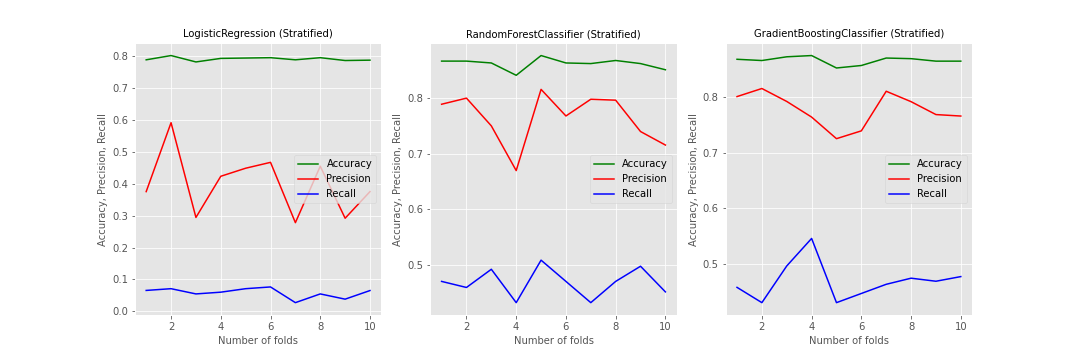 LogisticRegression (Stratified)
0.8
0.7
0.6
0.5
0.4
0.3
0.2
0.1
0.0
Accuracy, Precision, Recall
Accuracy
Precision
Recall
2
4
6
8
10
Number of folds
RandomForestClassifier (Stratified)
0.8
0.7
0.6
0.5
Accuracy, Precision, Recall
Accuracy
Precision
Recall
2
4
6
8
10
Number of folds
GradientBoostingClassifier (Stratified)
0.8
0.7
0.6
0.5
Accuracy, Precision, Recall
Accuracy
Precision
Recall
2
4
6
8
10
Number of folds